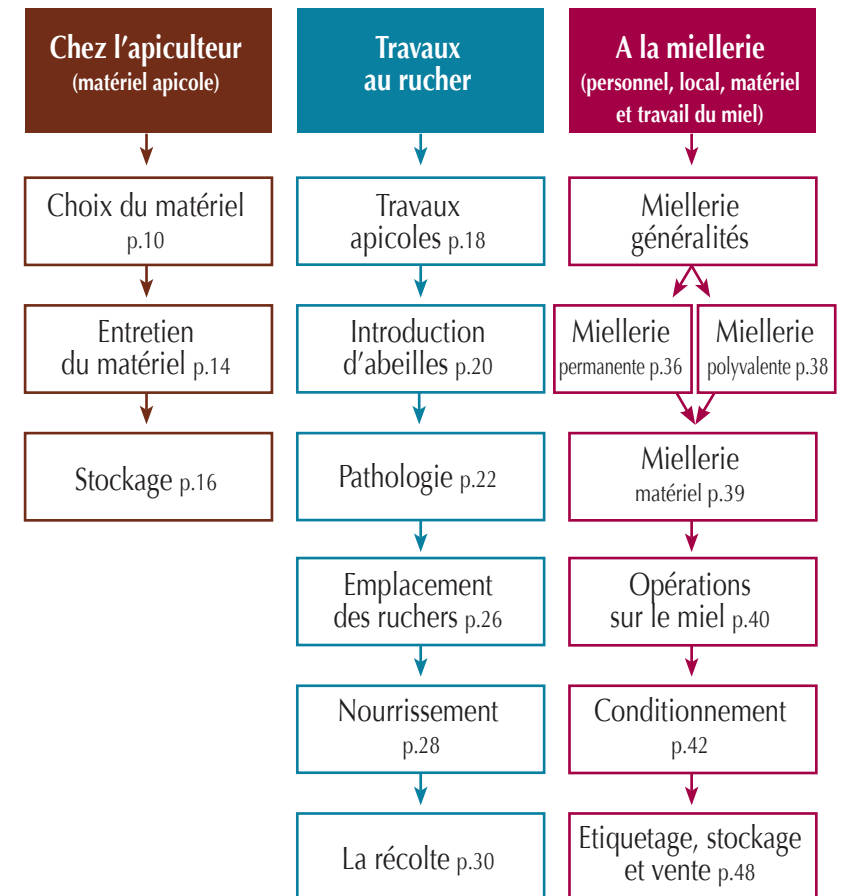 Chez l'apiculteur
(matériel apicole)
Choix du matériel
p.10
Entretien
du matériel p.14
Stockage p.16
Travaux
au rucher
Travaux
apicoles p.18
Introduction
d'abeilles p.20
Pathologie p.22
Emplacement
des ruchers p.26
Nourrissement
p.28
La récolte p.30
A la miellerie
(personnel, local, matériel
et travail du miel)
Miellerie
généralités
Miellerie
permanente p.36
Miellerie
polyvalente p.38
Miellerie
matériel p.39
Opérations
sur le miel p.40
Conditionnement
p.42
Etiquetage, stockage
et vente p.48